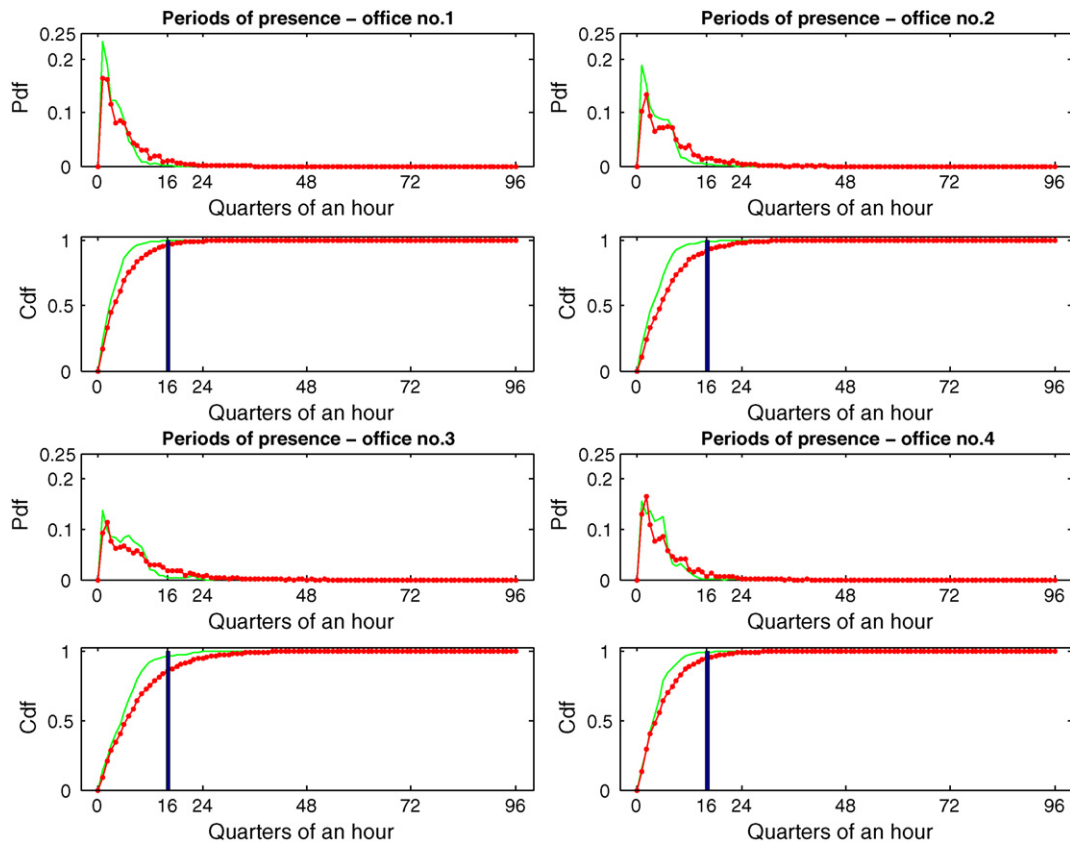 Periods of presence – office no.1
0.25
0.2
0.1
0
Pdf
0 16 24 48 72 96
Quarters of an hour
1
0.5
0
Cdf
0 16 24 48 72 96
Quarters of an hour
Periods of presence – office no.2
0.25
0.2
0.1
0
Pdf
0 16 24 48 72 96
Quarters of an hour
1
0.5
0
Cdf
0 16 24 48 72 96
Quarters of an hour
Periods of presence – office no.3
0.25
0.2
0.1
0
Pdf
0 16 24 48 72 96
Quarters of an hour
1
0.5
0
Cdf
0 16 24 48 72 96
Quarters of an hour
Periods of presence – office no.4
0.25
0.2
0.1
0
Pdf
0 16 24 48 72 96
Quarters of an hour
1
0.5
0
Cdf
0 16 24 48 72 96
Quarters of an hour